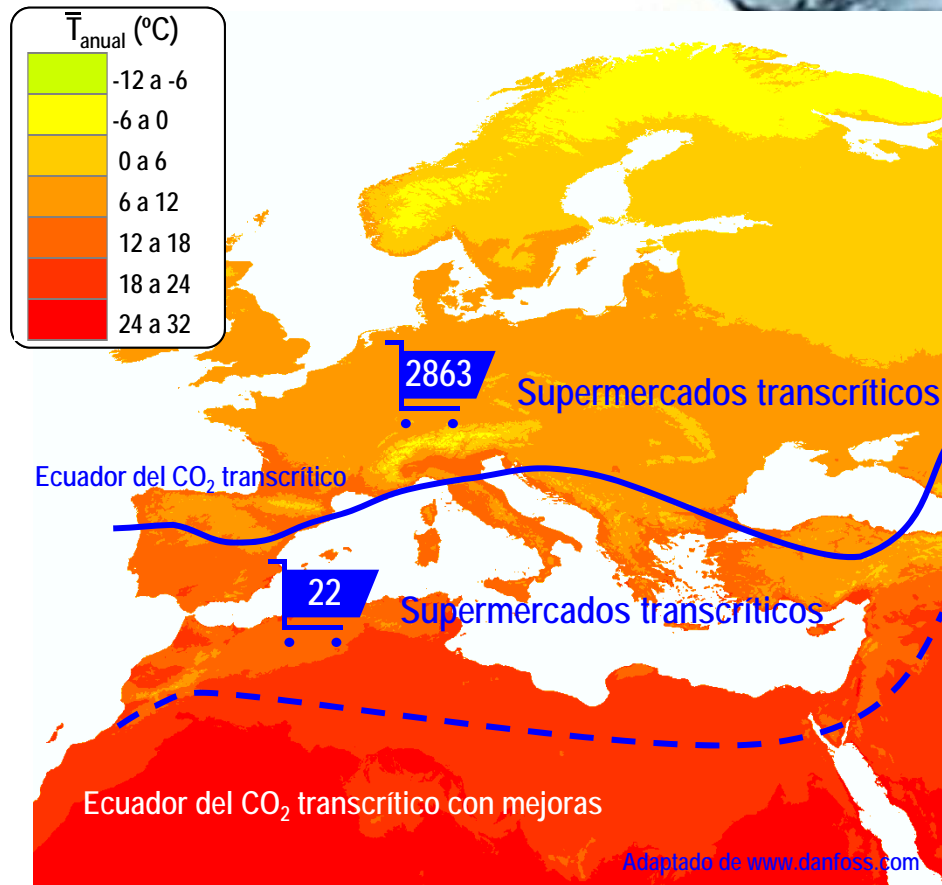 T̅anual (ºC)
-12 a -6
-6 a 0
0 a 6
6 a 12
12 a 18
18 a 24
24 a 32
2863
Supermercados transcríticos
Ecuador del CO₂ transcrítico
22
Supermercados transcríticos
Ecuador del CO₂ transcrítico con mejoras
Adaptado de www.danfoss.com